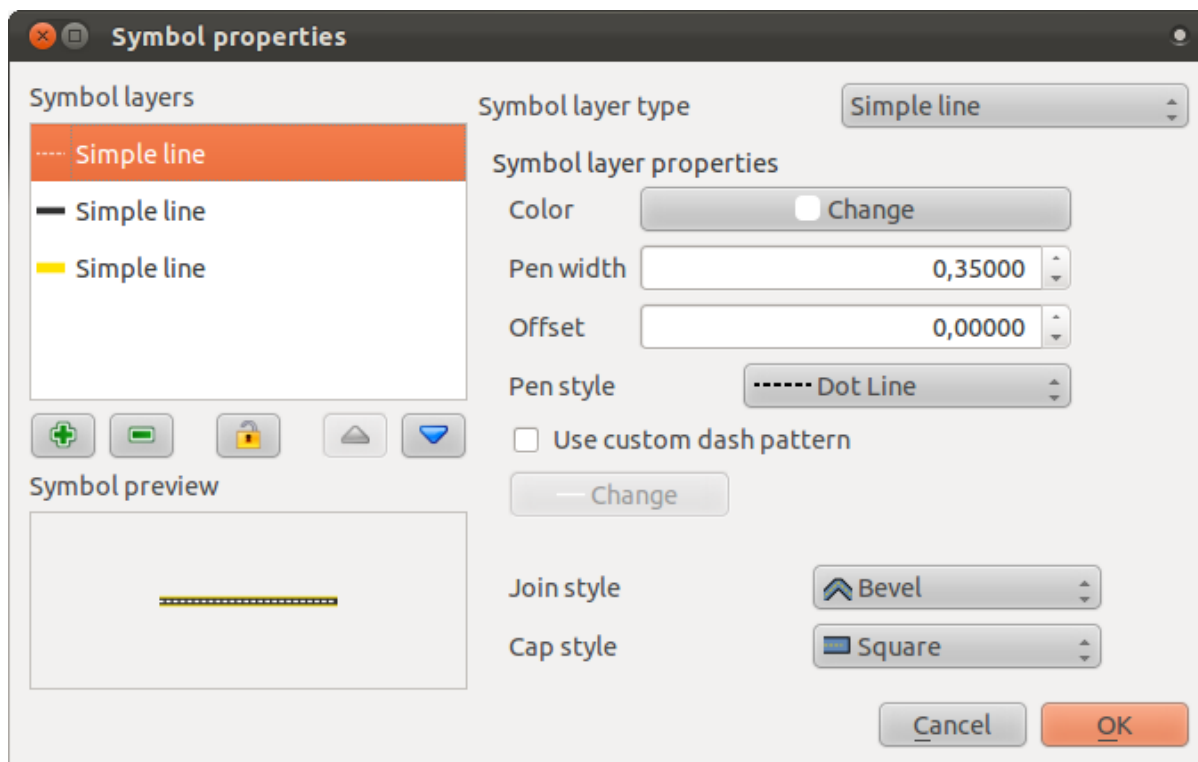 Symbol properties
Symbol layers
Simple line
Simple line
Simple line
Symbol preview
Symbol layer type
Simple line
Symbol layer properties
Color
Change
Pen width
0,35000
Offset
0,00000
Pen style
Dot Line
Use custom dash pattern
Change
Join style
Bevel
Cap style
Square
Cancel
OK